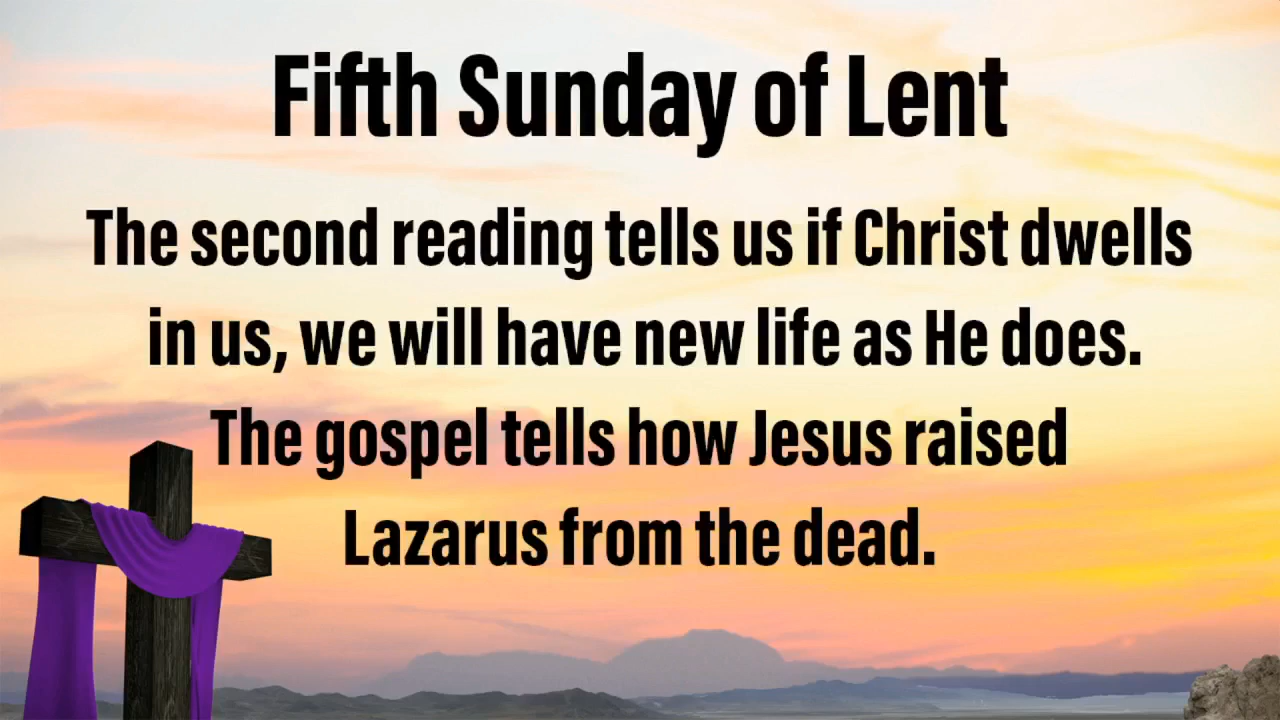 Fifth Sunday of Lent
The second reading tells us if Christ dwells
in us, we will have new life as He does.
The gospel tells how Jesus raised
Lazarus from the dead.